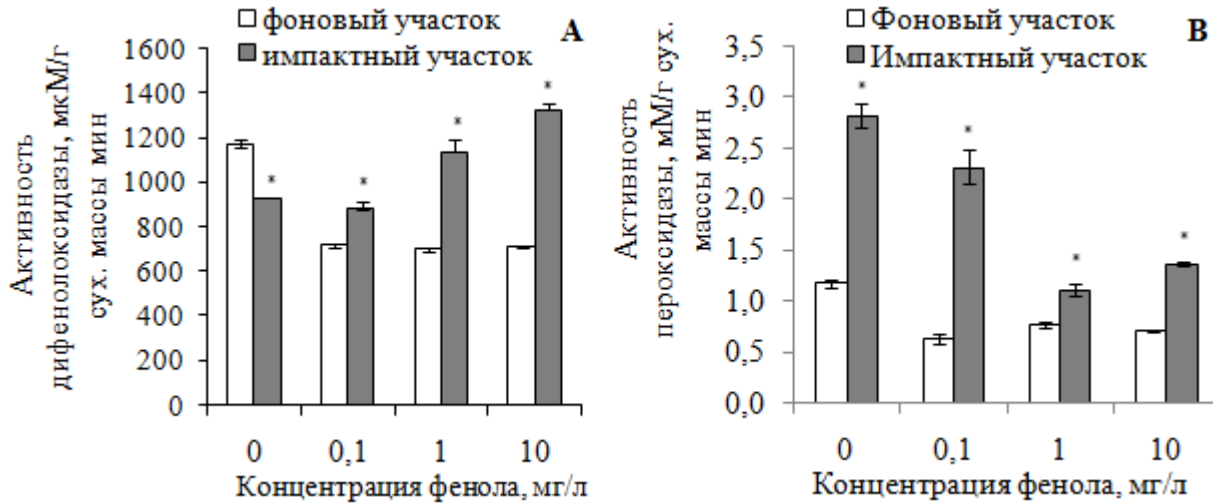 фоновый участок
импактный участок
А
1600
1400
1200
1000
800
600
400
200
0
Активность
дифенолоксидазы, мкМ/г
сух. массы мин
*
*
*
*
0 0,1 1 10
Концентрация фенола, мг/л
Фоновый участок
Импактный участок
В
3,5
3,0
2,5
2,0
1,5
1,0
0,5
0,0
Активность
пероксидазы, мМ/г сух.
массы мин
*
*
*
*
0 0,1 1 10
Концентрация фенола, мг/л